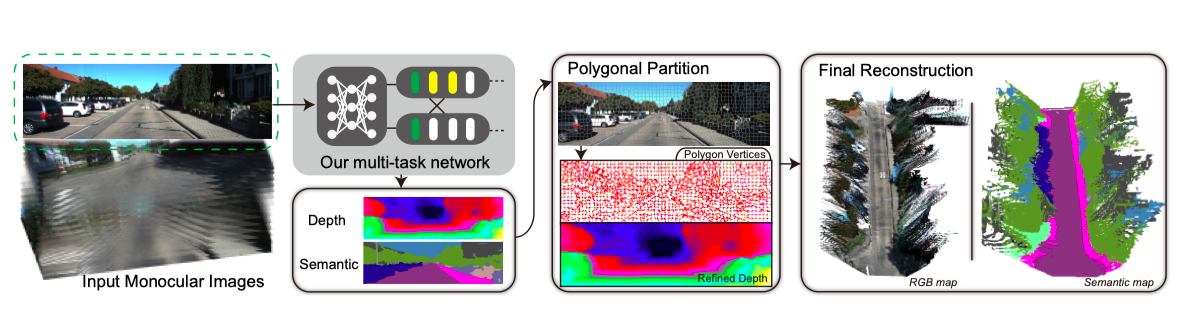 Input Monocular Images
Our multi-task network
Depth
Semantic
Polygonal Partition
Polygon Vertices
Refined Depth
Final Reconstruction
RGB map
Semantic map